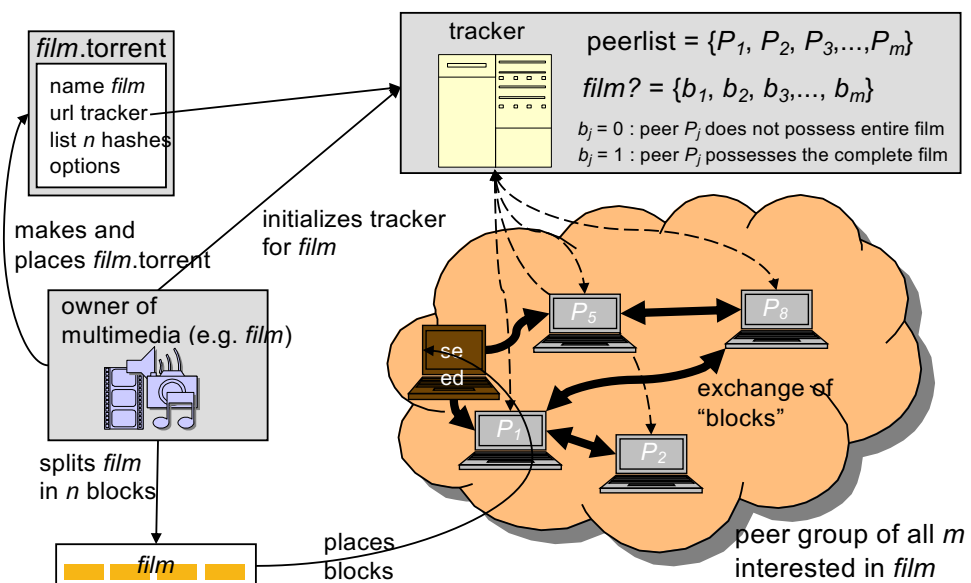 film.torrent
name film
url tracker
list n hashes
options
tracker
peerlist = {P1, P2, P3,...,Pm}
film? = {b1, b2, b3,..., bm}
bj = 0 : peer Pj does not possess entire film
bj = 1 : peer Pj possesses the complete film
makes and
places film.torrent
initializes tracker
for film
owner of
multimedia (e.g. film)
P5
P8
se
ed
exchange of
“blocks”
P1
P2
splits film
in n blocks
film
places
blocks
peer group of all m
interested in film